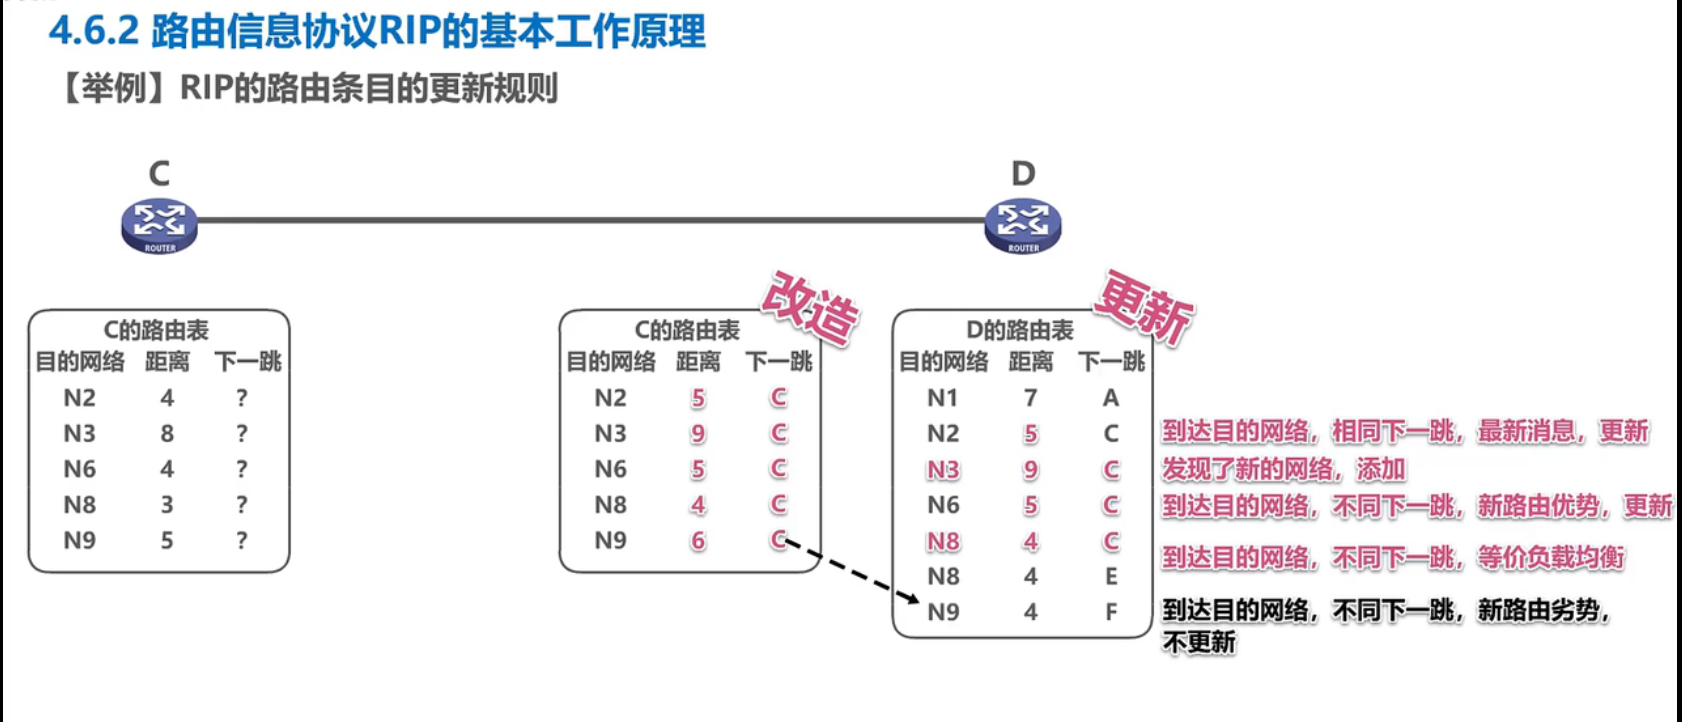 4.6.2 路由信息协议RIP的基本工作原理
【举例】RIP的路由条目的更新规则
C
D
ROUTER
ROUTER
C的路由表
目的网络 距离 下一跳
N2 4 ?
N3 8 ?
N6 4 ?
N8 3 ?
N9 5 ?
改造
C的路由表
目的网络 距离 下一跳
N2 5 C
N3 9 C
N6 5 C
N8 4 C
N9 6 C
更新
D的路由表
目的网络 距离 下一跳
N1 7 A
N2 5 C 到达目的网络，相同下一跳，最新消息，更新
N3 9 C 发现了新的网络，添加
N6 5 C 到达目的网络，不同下一跳，新路由优势，更新
N8 4 C
到达目的网络，不同下一跳，等价负载均衡
N8 4 E
N9 4 F 到达目的网络，不同下一跳，新路由劣势，
不更新